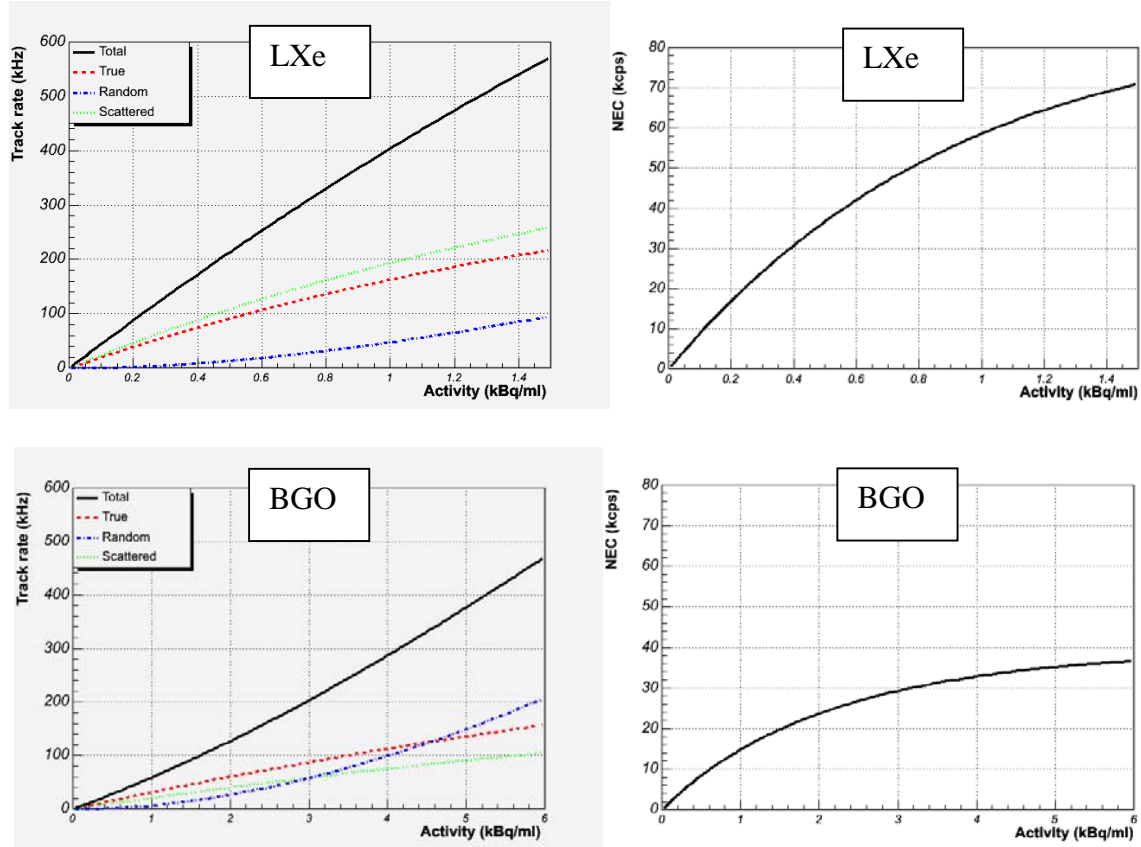 LXe
Total
True
Random
Scattered
Track rate (kHz)
600
500
400
300
200
100
0
0 0.2 0.4 0.6 0.8 1 1.2 1.4
Activity (kBq/ml)
LXe
NEC (kcps)
80
70
60
50
40
30
20
10
0
0 0.2 0.4 0.6 0.8 1 1.2 1.4
Activity (kBq/ml)
BGO
Total
True
Random
Scattered
Track rate (kHz)
600
500
400
300
200
100
0
0 1 2 3 4 5 6
Activity (kBq/ml)
BGO
NEC (kcps)
80
70
60
50
40
30
20
10
0
0 1 2 3 4 5 6
Activity (kBq/ml)